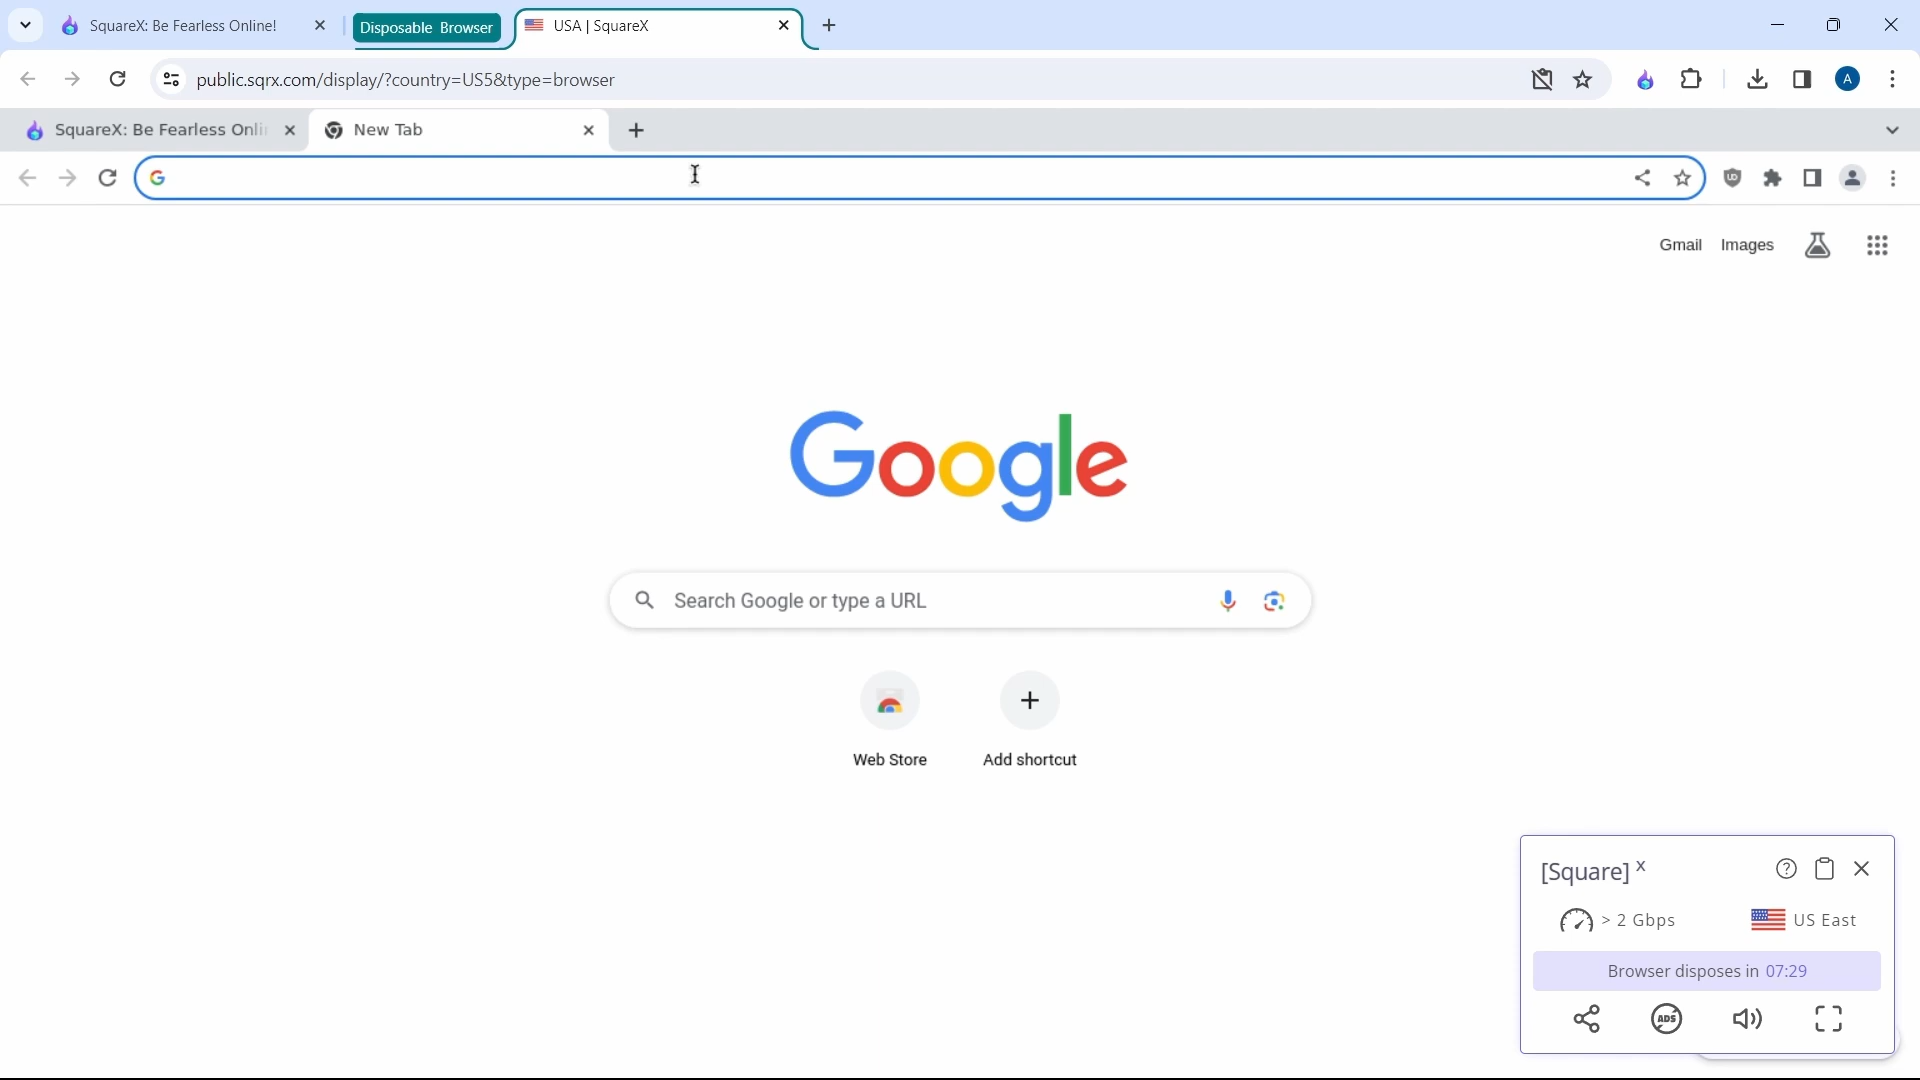 SquareX: Be Fearless Online!
Disposable Browser
USA | SquareX
public.sqrx.com/display/?country=US5&type=browser
A
SquareX: Be Fearless Onli
New Tab
Gmail
Images
Google
Search Google or type a URL
Web Store
Add shortcut
[Square] x
> 2 Gbps
US East
Browser disposes in 07:29
ADS